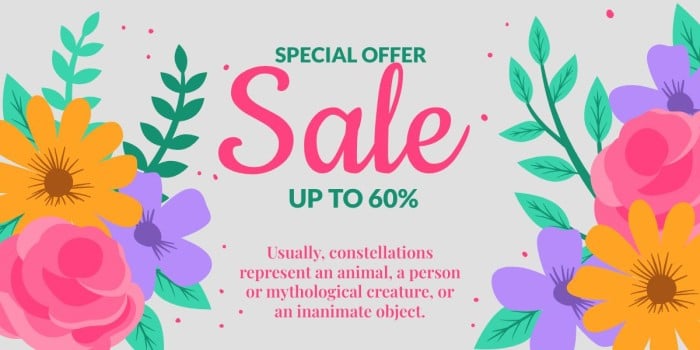 SPECIAL OFFER
Sale
UP TO 60%
Usually, constellations
represent an animal, a person
or mythological creature, or
an inanimate object.